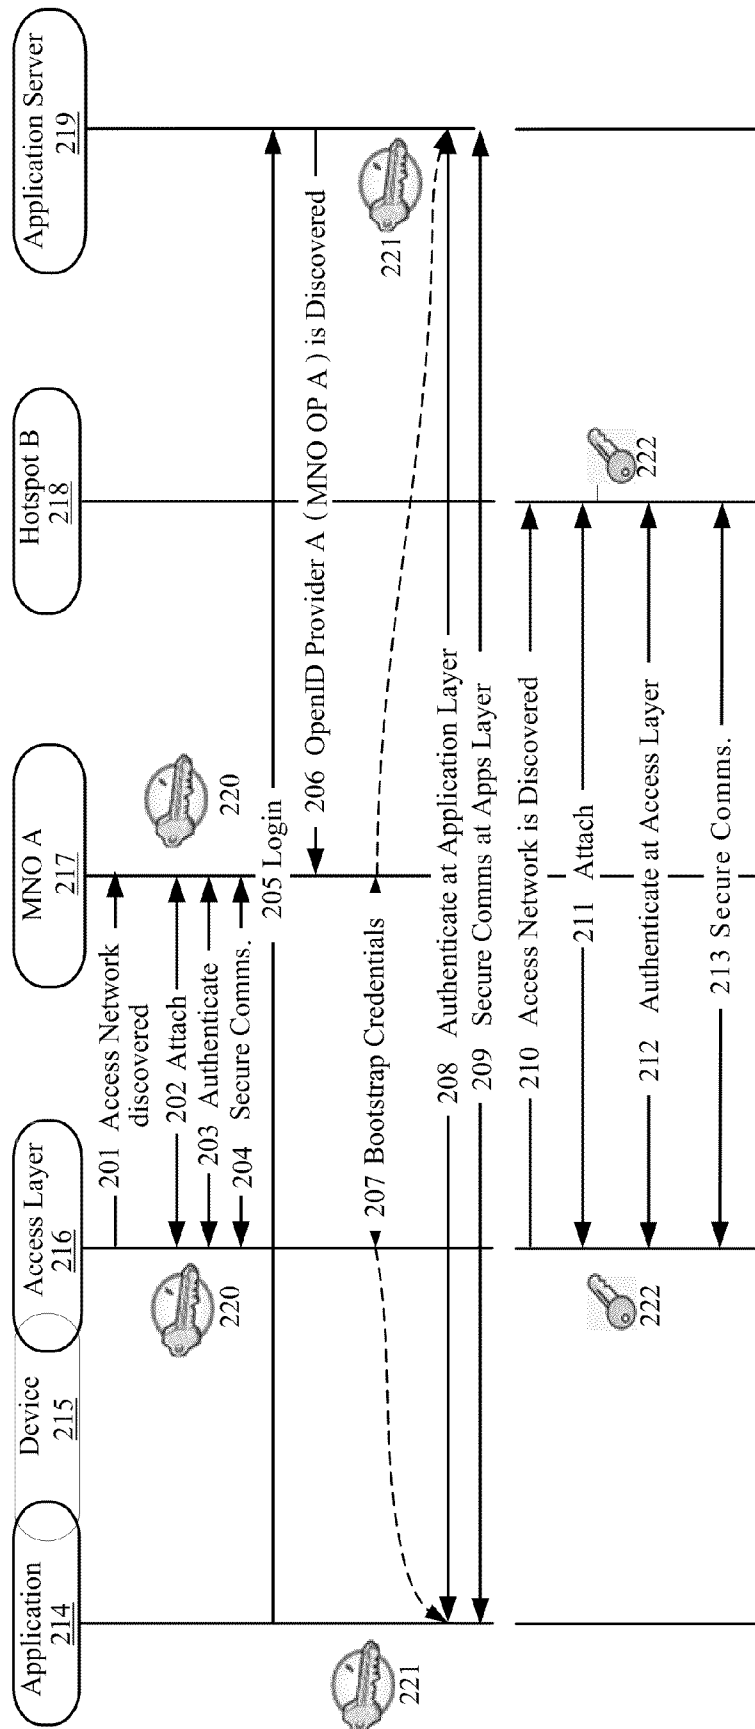 Application
214
Device
215
Access Layer
216
MNO A
217
Hotspot B
218
Application Server
219
201 Access Network
discovered
202 Attach
203 Authenticate
204 Secure Comms.
220
220
205 Login
206 OpenID Provider A (MNO OP A) is Discovered
207 Bootstrap Credentials
221
221
208 Authenticate at Application Layer
209 Secure Comms at Apps Layer
210 Access Network is Discovered
211 Attach
222
222
212 Authenticate at Access Layer
213 Secure Comms.